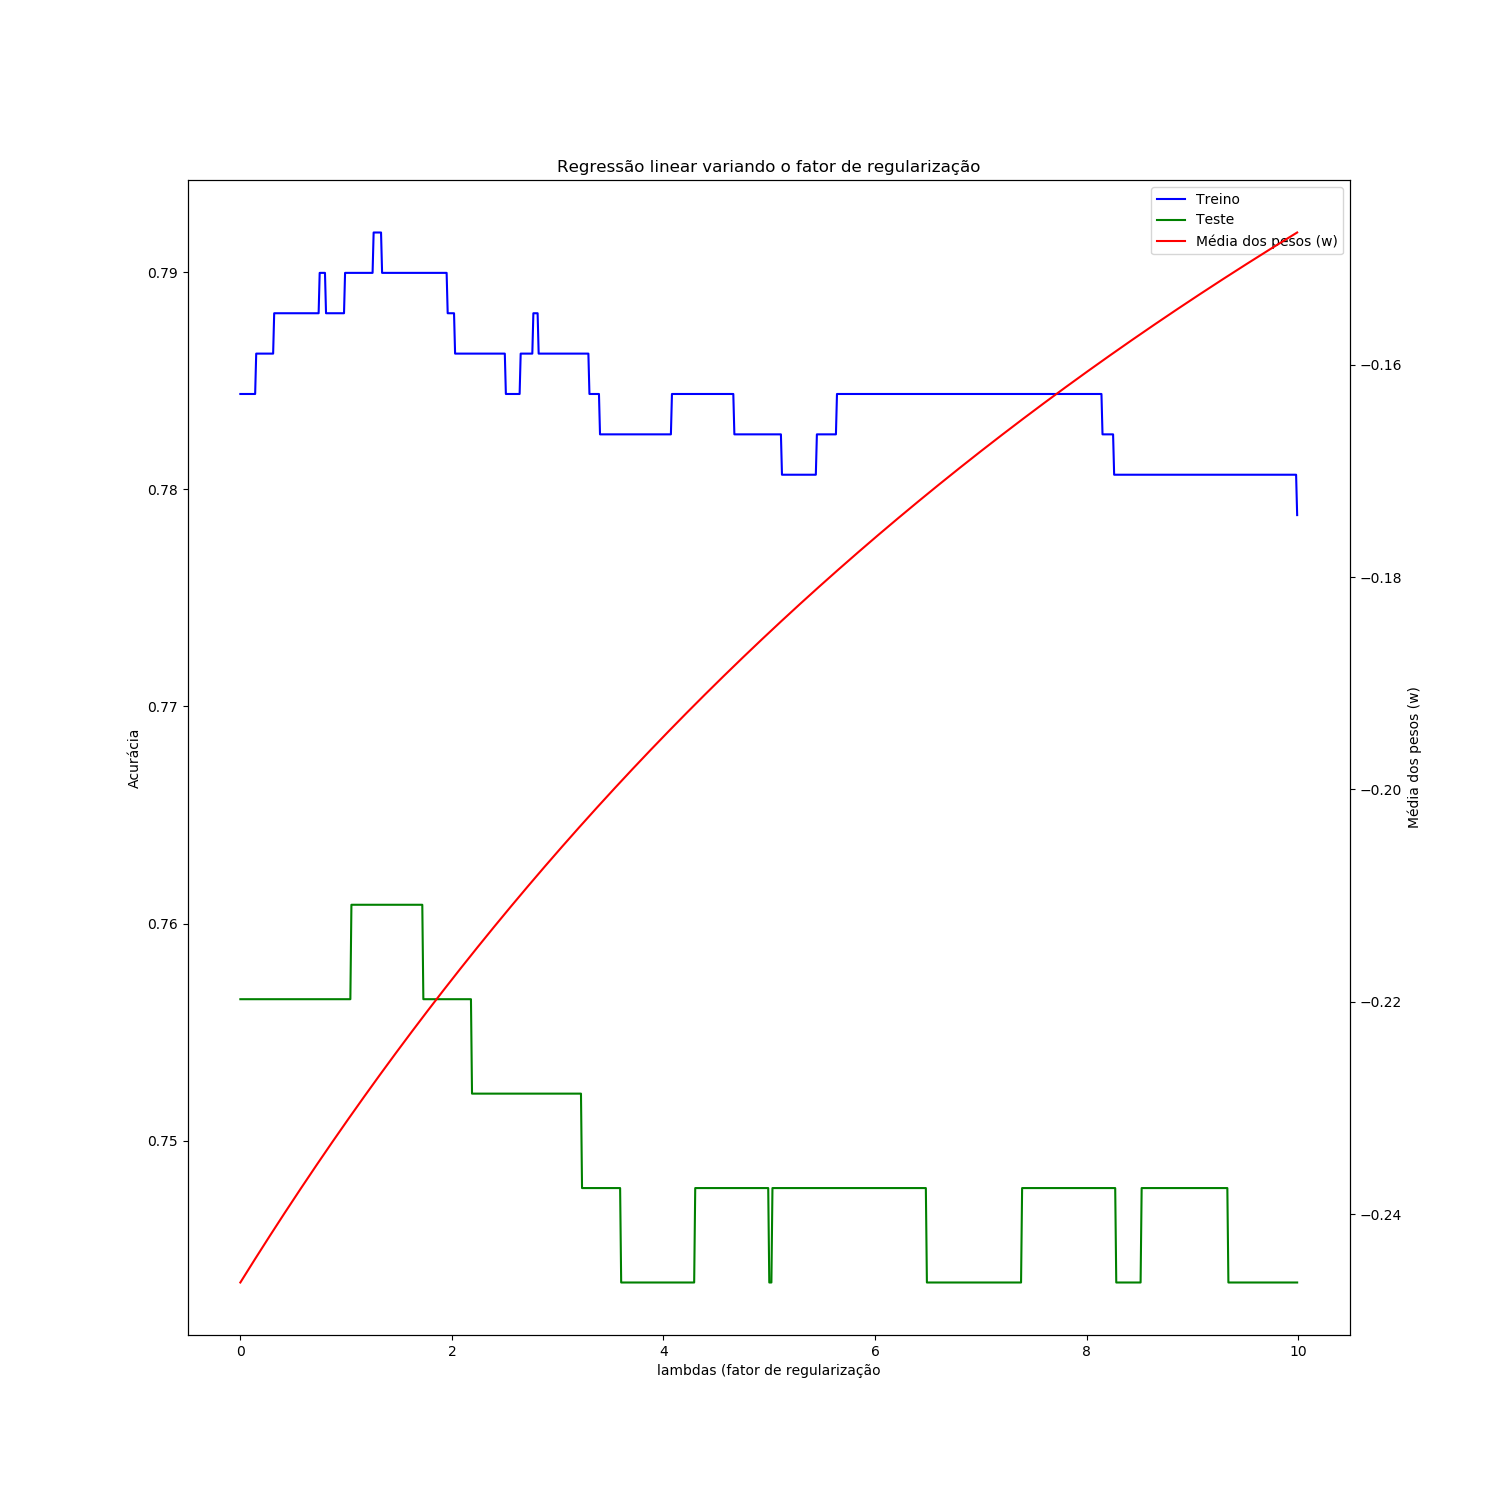 Regressão linear variando o fator de regularização
Treino
Teste
Média dos pesos (w)
0.79
0.78
0.77
0.76
0.75
Acurácia
−0.16
−0.18
−0.20
−0.22
−0.24
Média dos pesos (w)
0 2 4 6 8 10
lambdas (fator de regularização